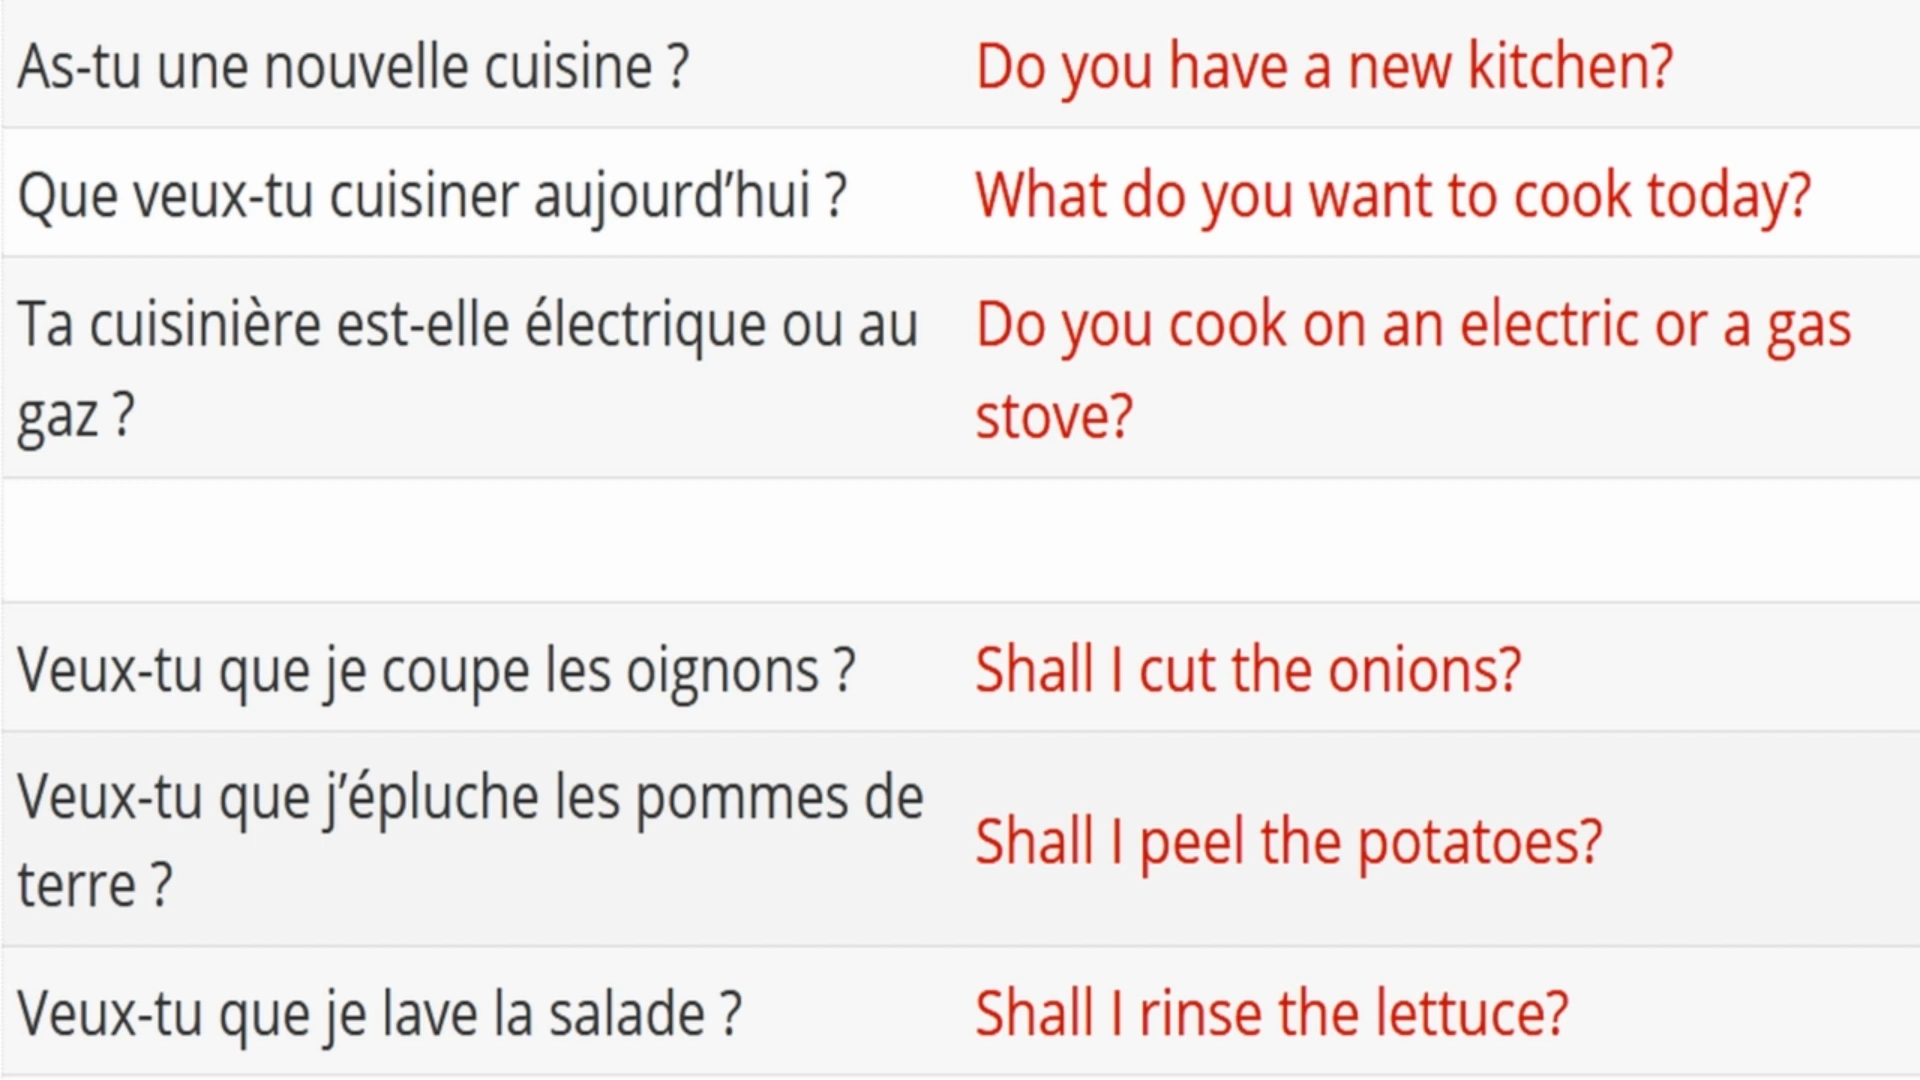 As-tu une nouvelle cuisine ?
Do you have a new kitchen?
Que veux-tu cuisiner aujourd’hui ?
What do you want to cook today?
Ta cuisinière est-elle électrique ou au
gaz ?
Do you cook on an electric or a gas
stove?
Veux-tu que je coupe les oignons ?
Shall I cut the onions?
Veux-tu que j’épluche les pommes de
terre ?
Shall I peel the potatoes?
Veux-tu que je lave la salade ?
Shall I rinse the lettuce?